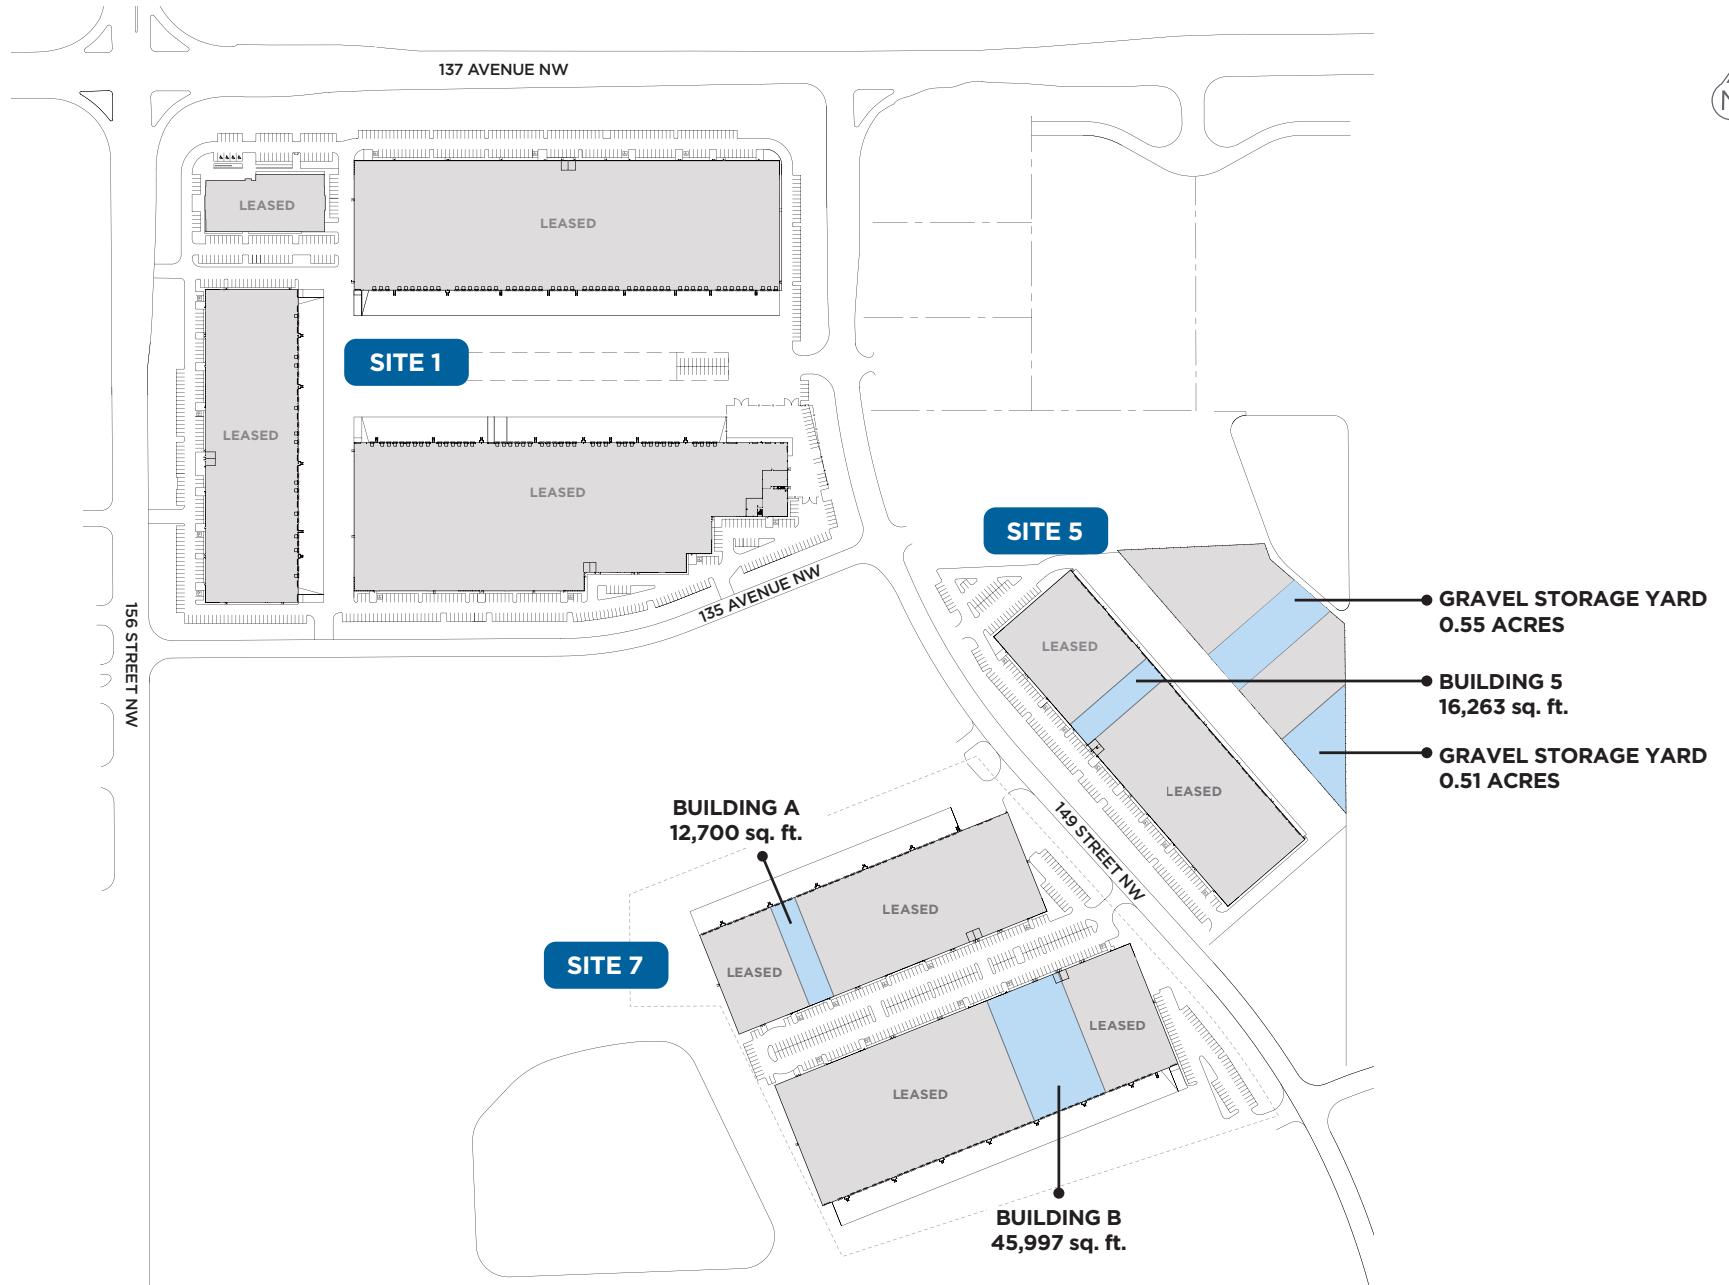 137 AVENUE NW
N
LEASED
LEASED
SITE 1
LEASED
LEASED
SITE 5
135 AVENUE NW
156 STREET NW
GRAVEL STORAGE YARD
0.55 ACRES
LEASED
BUILDING 5
16,263 sq. ft.
GRAVEL STORAGE YARD
0.51 ACRES
LEASED
149 STREET NW
BUILDING A
12,700 sq. ft.
LEASED
SITE 7
LEASED
LEASED
LEASED
BUILDING B
45,997 sq. ft.